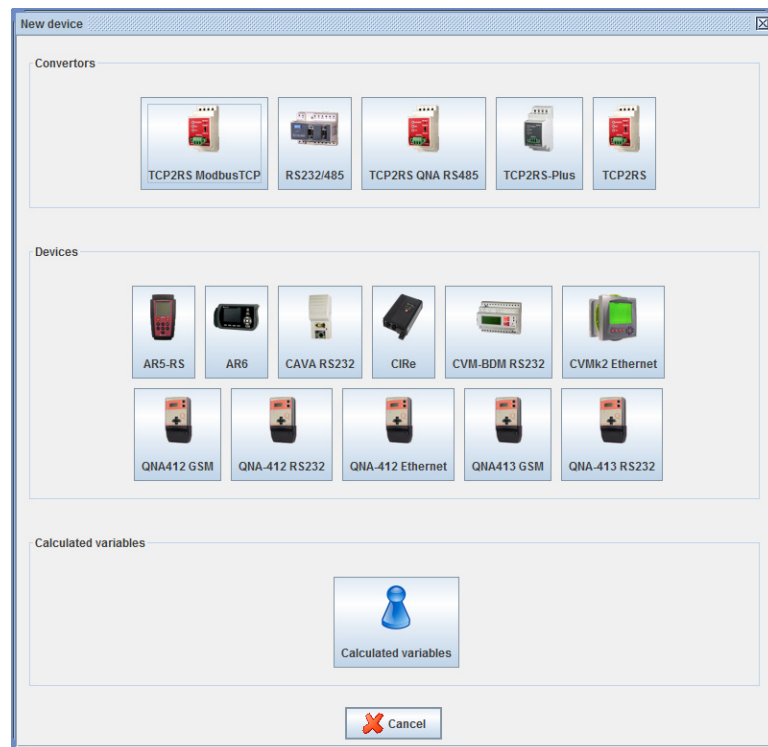 New device
Convertors
TCP2RS ModbusTCP RS232/485 TCP2RS QNA RS485 TCP2RS-Plus TCP2RS
Devices
AR5-RS AR6 CAVA RS232 CIRe CVM-BDM RS232 CVMk2 Ethernet
QNA412 GSM QNA-412 RS232 QNA-412 Ethernet QNA413 GSM QNA-413 RS232
Calculated variables
Calculated variables
Cancel